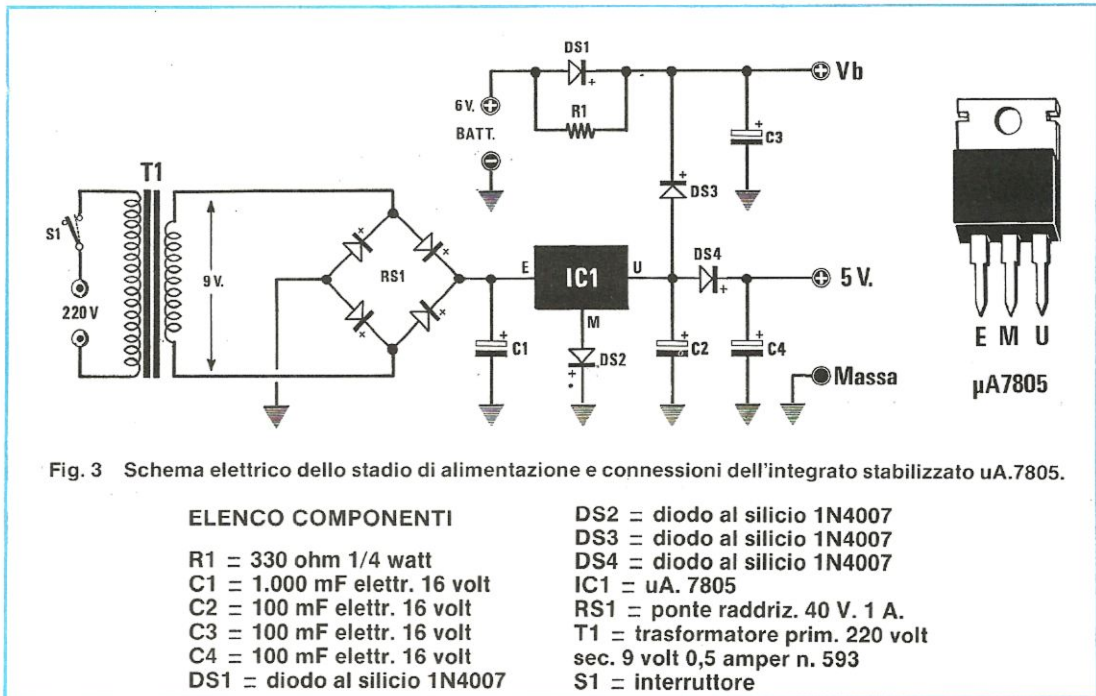 DS1
Vb
6V.
R1
BATT.
C3
T1
DS3
S1
9V.
RS1
E
IC1
U
DS4
5V.
220V
M
C1
DS2
C2
C4
Massa
E M U
µA7805
Fig. 3 Schema elettrico dello stadio di alimentazione e connessioni dell'integrato stabilizzato uA.7805.
ELENCO COMPONENTI
R1 = 330 ohm 1/4 watt
C1 = 1.000 mF elettr. 16 volt
C2 = 100 mF elettr. 16 volt
C3 = 100 mF elettr. 16 volt
C4 = 100 mF elettr. 16 volt
DS1 = diodo al silicio 1N4007
DS2 = diodo al silicio 1N4007
DS3 = diodo al silicio 1N4007
DS4 = diodo al silicio 1N4007
IC1 = uA. 7805
RS1 = ponte raddriz. 40 V. 1 A.
T1 = trasformatore prim. 220 volt
sec. 9 volt 0,5 amper n. 593
S1 = interruttore